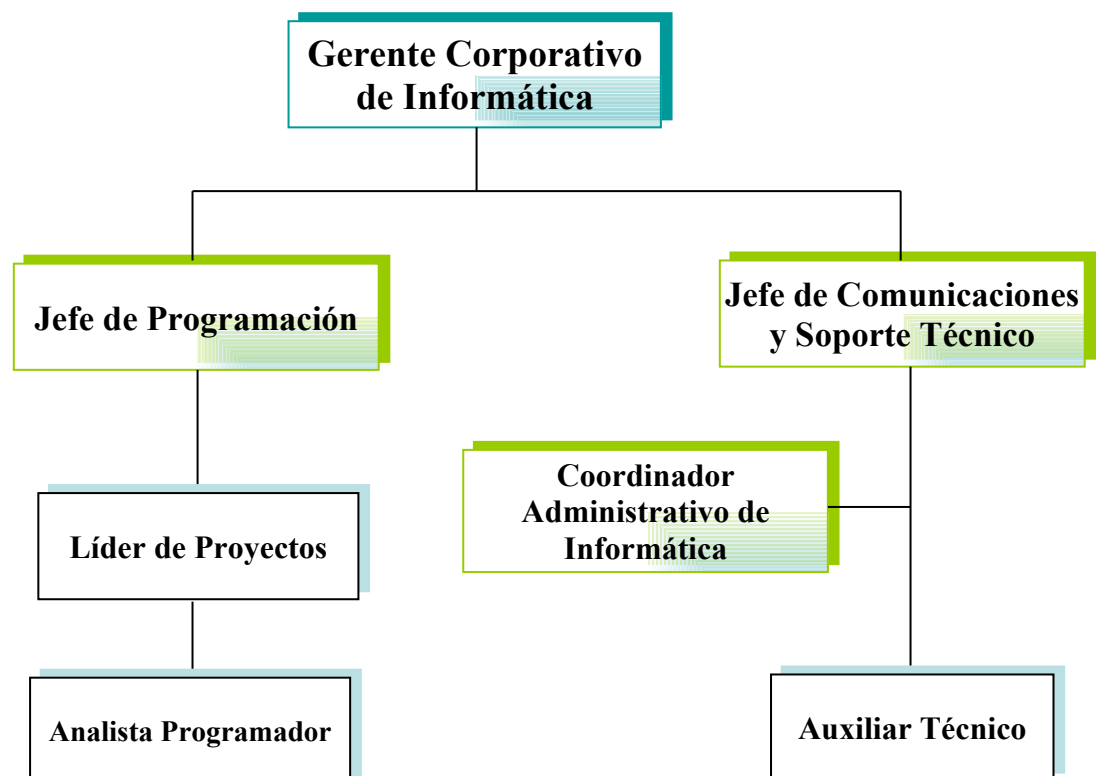 Gerente Corporativo
de Informática
Jefe de Programación
Jefe de Comunicaciones
y Soporte Técnico
Coordinador
Administrativo de
Informática
Líder de Proyectos
Analista Programador
Auxiliar Técnico